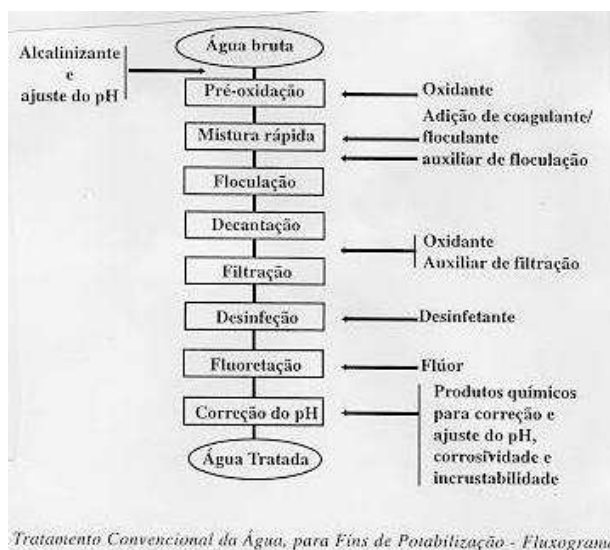 Água bruta
Alcalinizante
e
ajuste do pH
Pré-oxidação
Oxidante
Mistura rápida
Adição de coagulante/
floculante
auxiliar de floculação
Floculação
Decantação
Oxidante
Auxiliar de filtração
Filtração
Desinfeção
Desinfetante
Fluoretação
Flúor
Correção do pH
Produtos químicos
para correção e
ajuste do pH,
corrosividade e
incrustabilidade
Água Tratada
Tratamento Convencional da Água, para Fins de Potabilização - Fluxograma